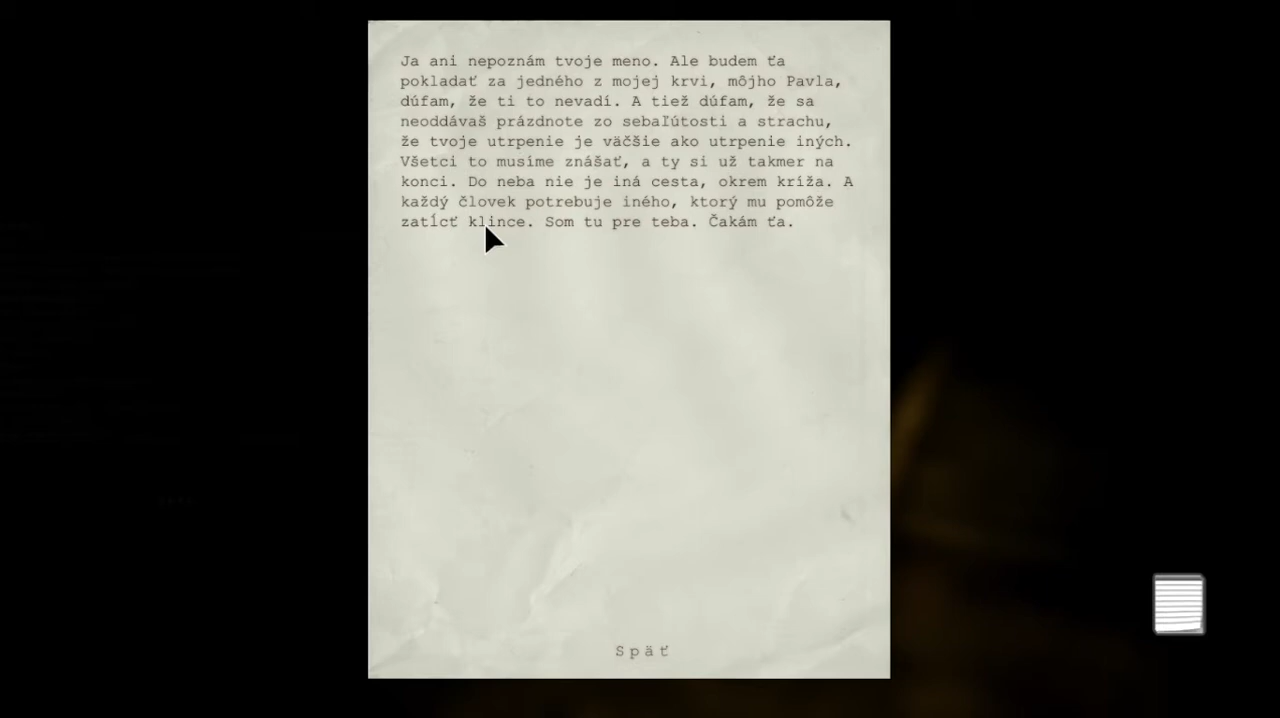 Ja ani nepoznám tvoje meno. Ale budem ťa
pokladať za jedného z mojej krvi, môjho Pavla,
dúfam, že ti to nevadí. A tiež dúfam, že sa
neoddávaš prázdnote zo sebaľútosti a strachu,
že tvoje utrpenie je väčšie ako utrpenie iných.
Všetci to musíme znášať, a ty si už takmer na
konci. Do neba nie je iná cesta, okrem kríža. A
každý človek potrebuje iného, ktorý mu pomôže
zatĺcť klince. Som tu pre teba. Čakám ťa.
Späť